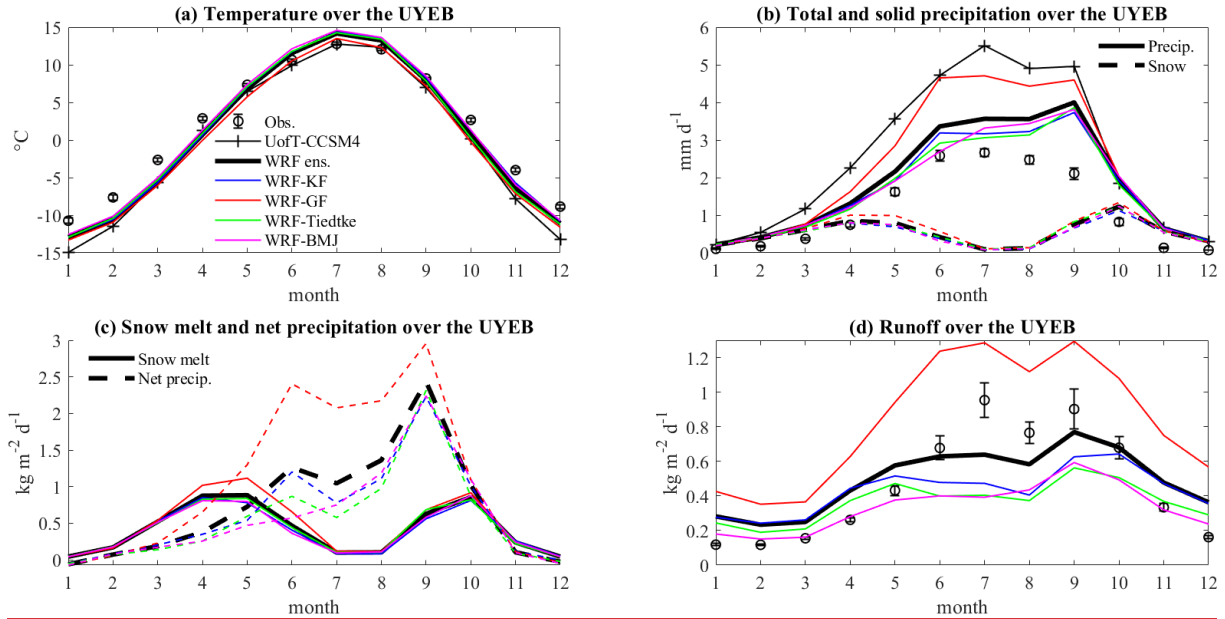 (a) Temperature over the UYEB
15
10
5
0
-5
-10
-15
°C
Obs.
UofT-CCSM4
WRF ens.
WRF-KF
WRF-GF
WRF-Tiedtke
WRF-BMJ
1 2 3 4 5 6 7 8 9 10 11 12
month
(b) Total and solid precipitation over the UYEB
6
5
4
3
2
1
0
mm d-1
Precip.
Snow
1 2 3 4 5 6 7 8 9 10 11 12
month
(c) Snow melt and net precipitation over the UYEB
3
2.5
2
1.5
1
0.5
0
kg m-2 d-1
Snow melt
Net precip.
1 2 3 4 5 6 7 8 9 10 11 12
month
(d) Runoff over the UYEB
1.2
1
0.8
0.6
0.4
0.2
0
kg m-2 d-1
1 2 3 4 5 6 7 8 9 10 11 12
month